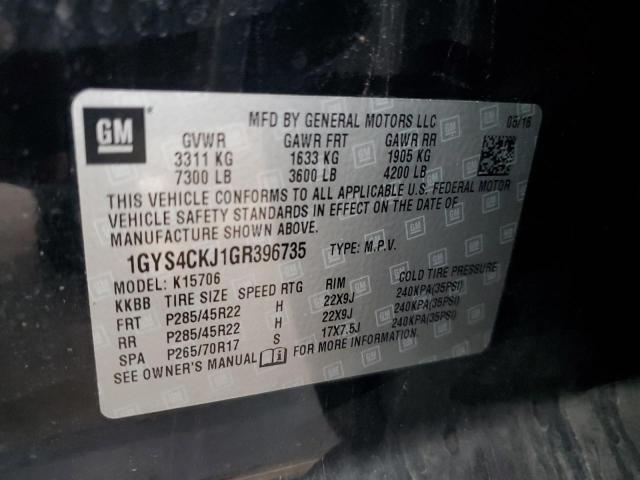 GM
MFD BY GENERAL MOTORS LLC 05/16
GVWR GAWR FRT GAWR RR
3311 KG 1633 KG 1905 KG
7300 LB 3600 LB 4200 LB
THIS VEHICLE CONFORMS TO ALL APPLICABLE U.S. FEDERAL MOTOR
VEHICLE SAFETY STANDARDS IN EFFECT ON THE DATE OF
MANUFACTURE SHOWN ABOVE.
1GYS4CKJ1GR396735 TYPE: M.P.V.
MODEL: K15706
KKBB TIRE SIZE SPEED RTG RIM COLD TIRE PRESSURE
FRT P285/45R22 H 22X9J 240KPA(35PSI)
RR P285/45R22 H 22X9J 240KPA(35PSI)
SPA P265/70R17 S 17X7.5J 240KPA(35PSI)
SEE OWNER'S MANUAL FOR MORE INFORMATION.